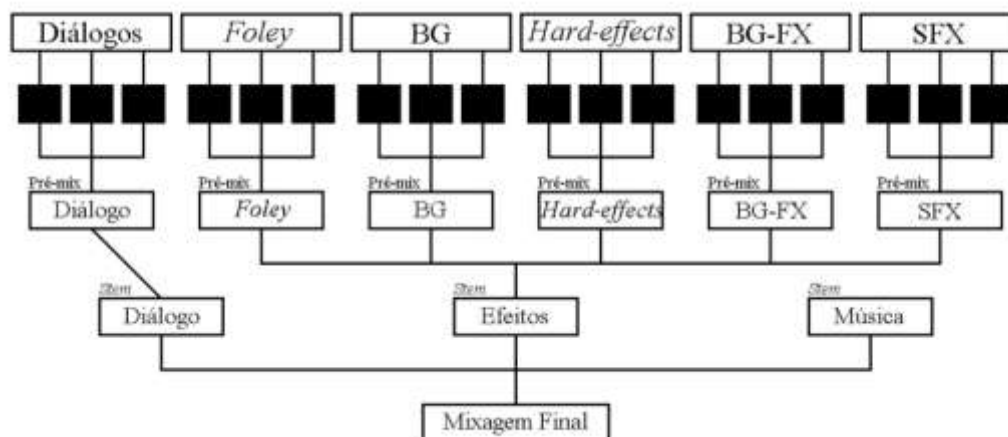 Diálogos
Foley
BG
Hard-effects
BG-FX
SFX
Pré-mix
Pré-mix
Pré-mix
Pré-mix
Pré-mix
Pré-mix
Diálogo
Foley
BG
Hard-effects
BG-FX
SFX
Stem
Stem
Stem
Diálogo
Efeitos
Música
Mixagem Final